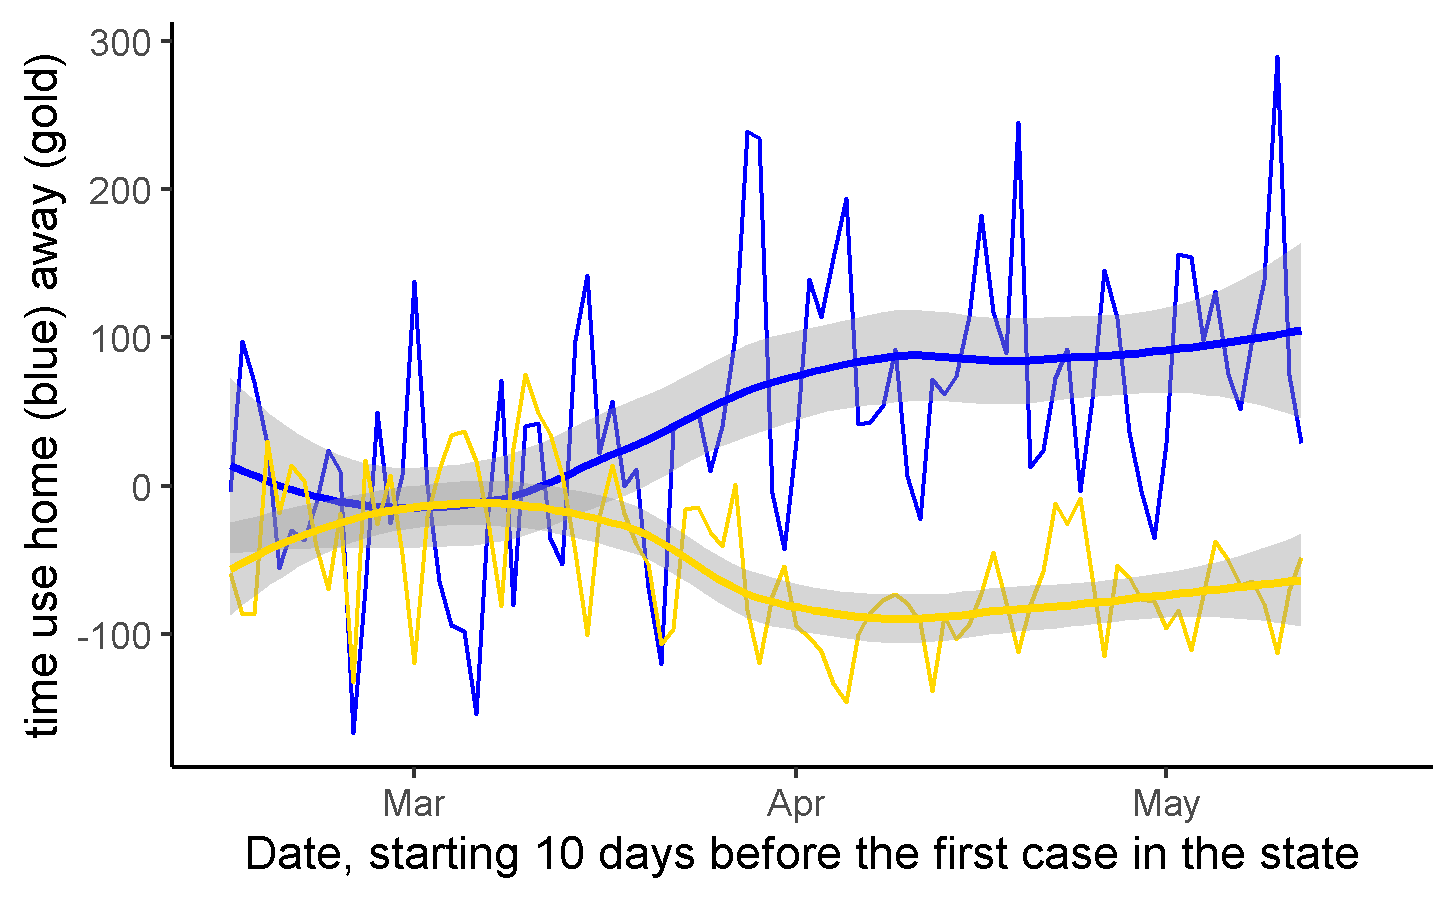 time use home (blue) away (gold)
300
200
100
0
-100
Mar
Apr
May
Date, starting 10 days before the first case in the state